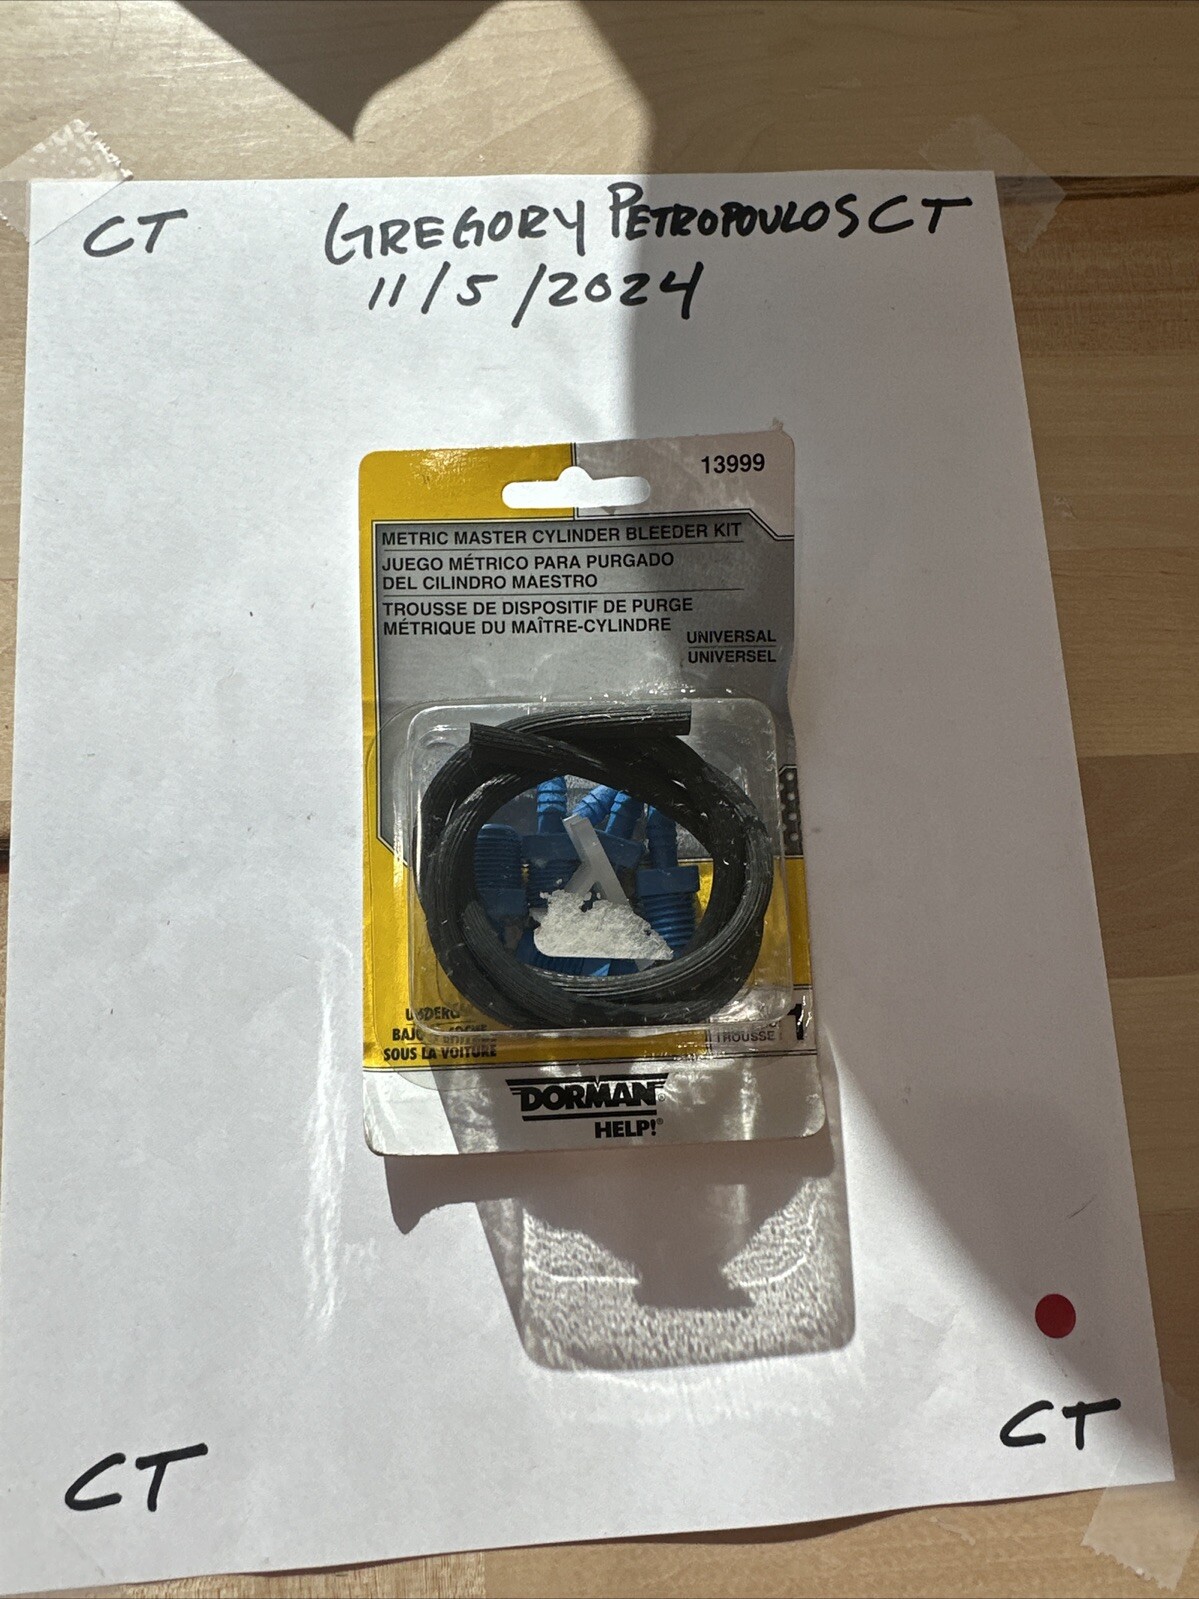 CT GREGORY PETROPOULOS CT
11/5/2024
13999
METRIC MASTER CYLINDER BLEEDER KIT
JUEGO MÉTRICO PARA PURGADO
DEL CILINDRO MAESTRO
TROUSSE DE DISPOSITIF DE PURGE
MÉTRIQUE DU MAÎTRE-CYLINDRE
UNIVERSAL
UNIVERSEL
BAJO
SOUS LA VOITURE
TROUSSE
1
DORMAN®
HELP!®
CT
CT